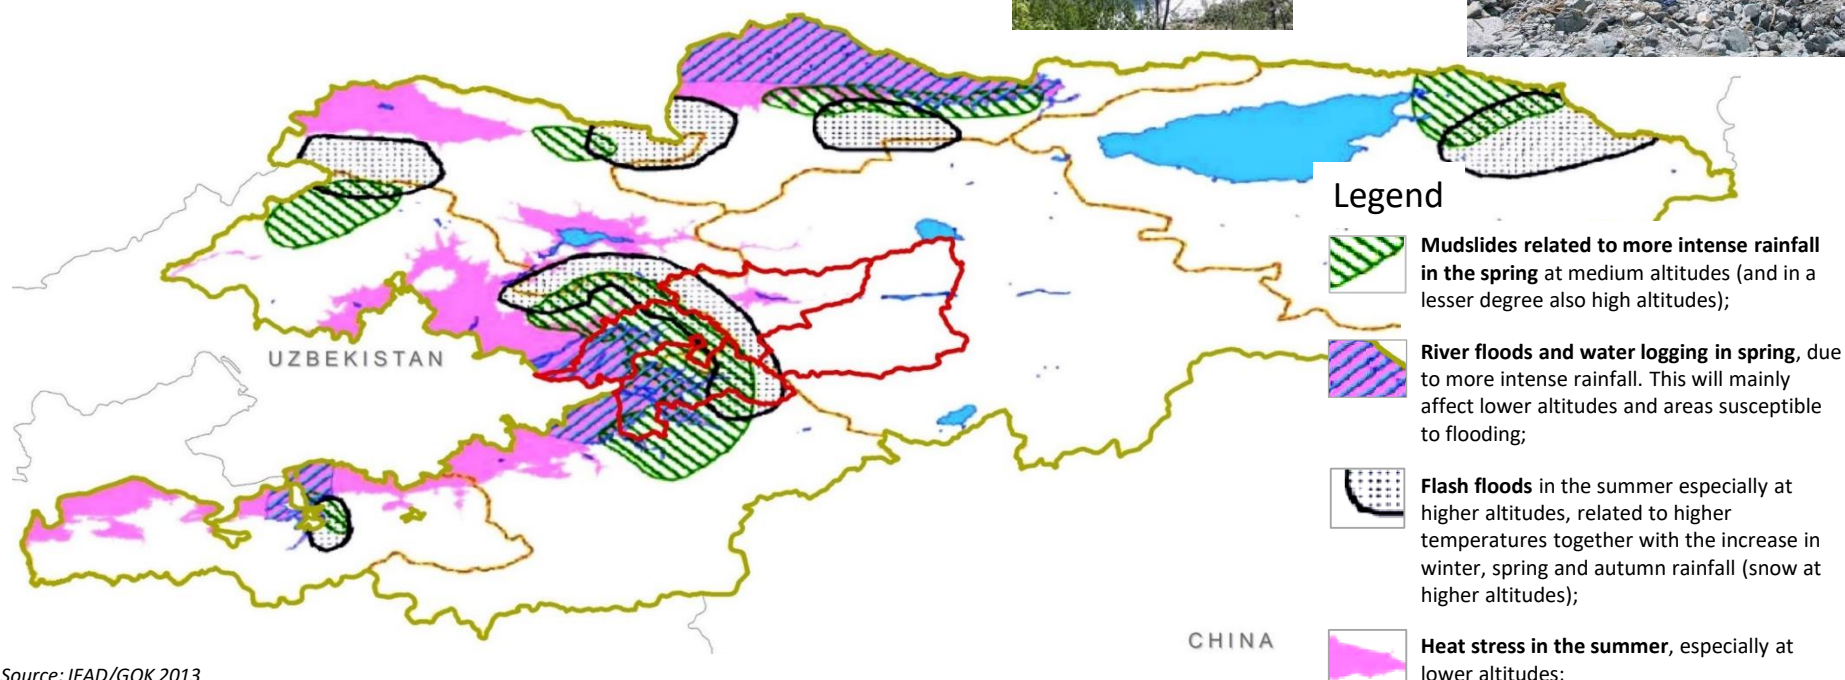 UZBEKISTAN
CHINA
Source: IFAD/GOK 2013
Legend
Mudslides related to more intense rainfall
in the spring at medium altitudes (and in a
lesser degree also high altitudes);
River floods and water logging in spring, due
to more intense rainfall. This will mainly
affect lower altitudes and areas susceptible
to flooding;
Flash floods in the summer especially at
higher altitudes, related to higher
temperatures together with the increase in
winter, spring and autumn rainfall (snow at
higher altitudes);
Heat stress in the summer, especially at
lower altitudes;